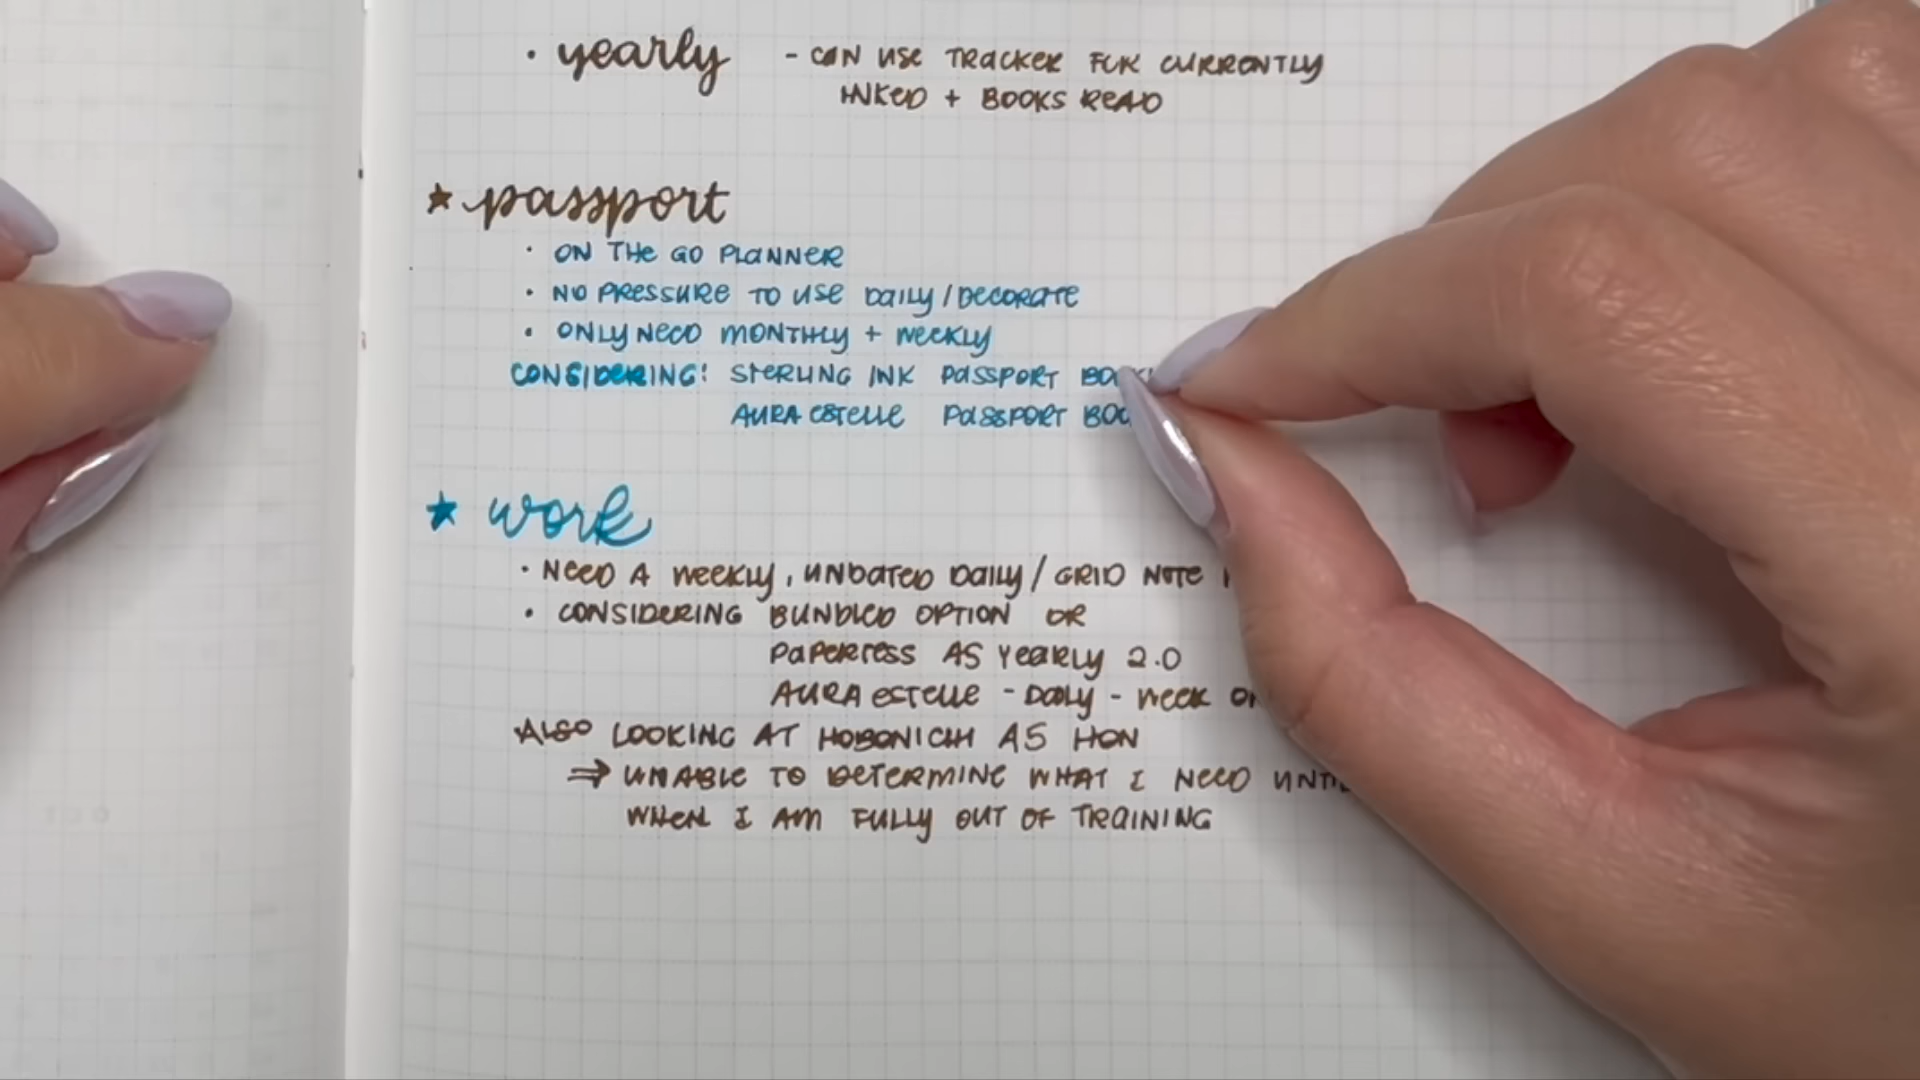 • yearly - CAN USE TRACKER FOR CURRENTLY
INKED + BOOKS READ
★ passport
• ON THE GO PLANNER
• NO PRESSURE TO USE DAILY/DECORATE
• ONLY NEED MONTHLY + WEEKLY
CONSIDERING: STERLING INK PASSPORT
AURA ESTELLE PASSPORT
★ work
• NEED A WEEKLY, UNDATED DAILY/GRID NOTE
• CONSIDERING BUNDLED OPTION OR
PAPERTESS A5 YEARLY 2.0
AURA ESTELLE - DAILY - WEEK
ALSO LOOKING AT HOBONICHI A5 HON
⇒ UNABLE TO DETERMINE WHAT I NEED
WHEN I AM FULLY OUT OF TRAINING